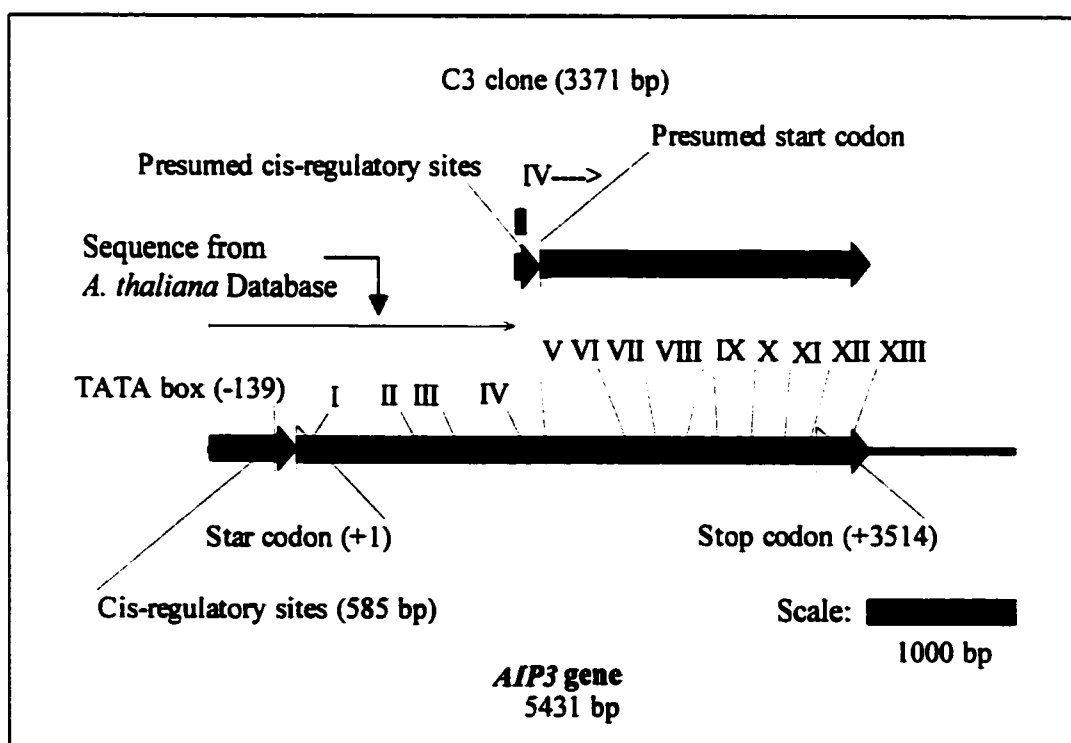 C3 clone (3371 bp)
Presumed start codon
Presumed cis-regulatory sites
IV---->
Sequence from
A. thaliana Database
V VI VII VIII IX X XI XII XIII
TATA box (-139)
I II III IV
Star codon (+1)
Stop codon (+3514)
Cis-regulatory sites (585 bp)
Scale:
1000 bp
AIP3 gene
5431 bp